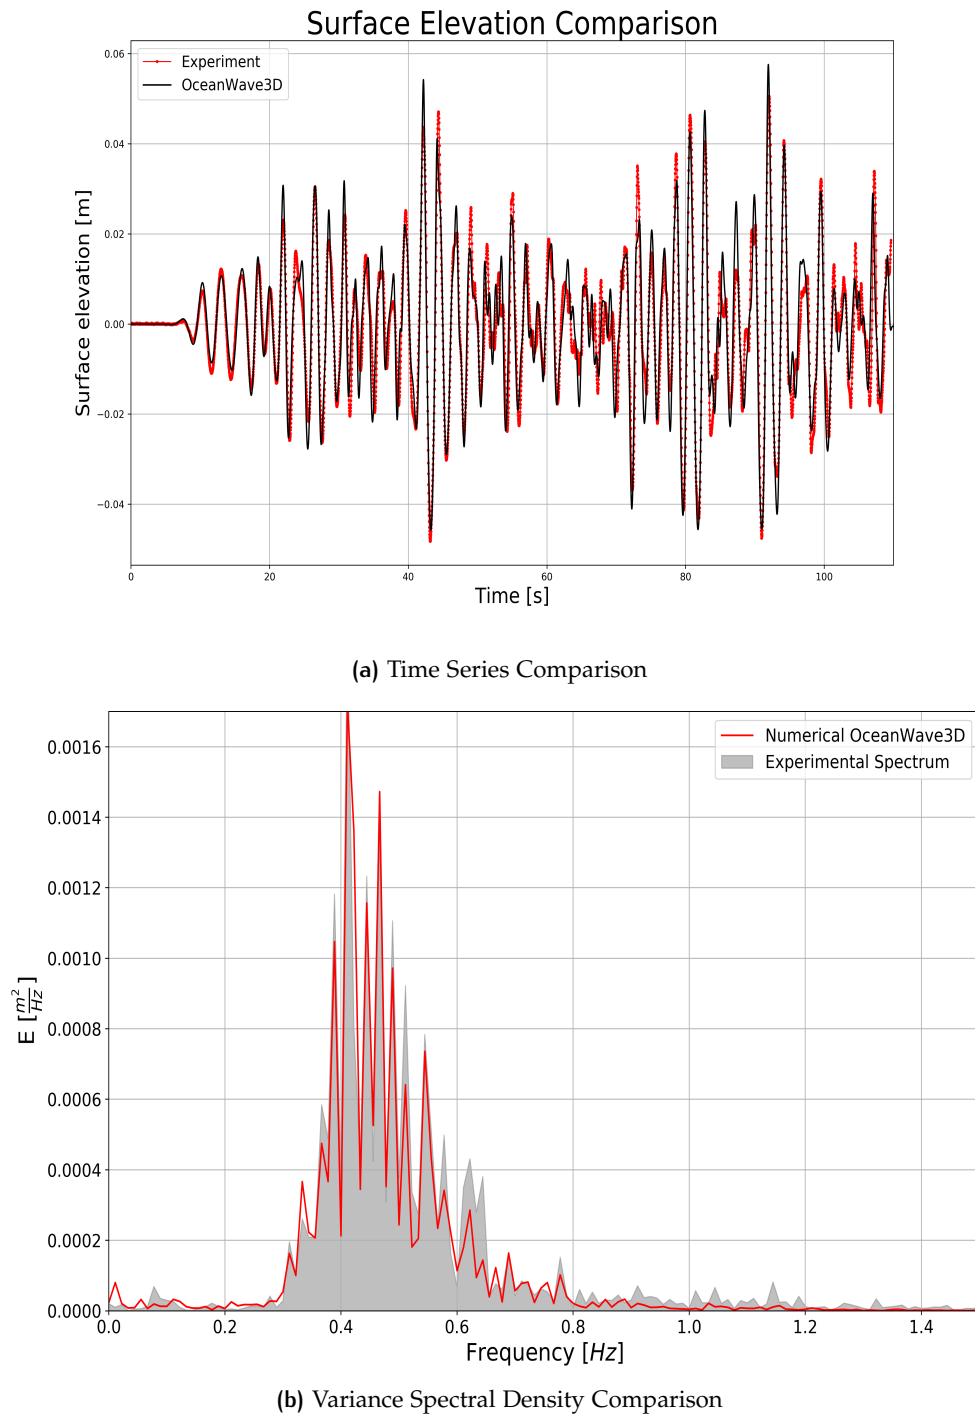 Surface Elevation Comparison
Experiment
OceanWave3D
0.06
0.04
0.02
0.00
−0.02
−0.04
Surface elevation [m]
0 20 40 60 80 100
Time [s]
(a) Time Series Comparison
Numerical OceanWave3D
Experimental Spectrum
0.0016
0.0014
0.0012
0.0010
0.0008
0.0006
0.0004
0.0002
0.0000
E [m²/Hz]
0.0 0.2 0.4 0.6 0.8 1.0 1.2 1.4
Frequency [Hz]
(b) Variance Spectral Density Comparison